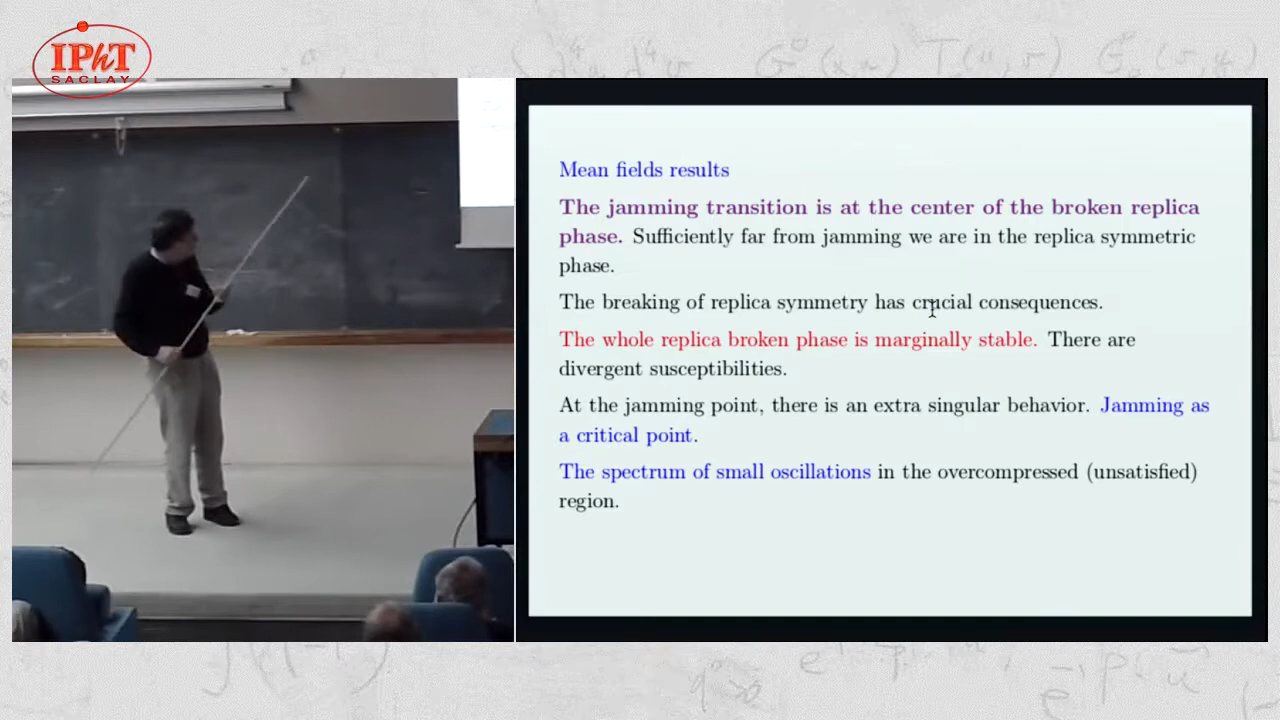 IPhT
SACLAY
Mean fields results
The jamming transition is at the center of the broken replica
phase. Sufficiently far from jamming we are in the replica symmetric
phase.
The breaking of replica symmetry has crucial consequences.
The whole replica broken phase is marginally stable. There are
divergent susceptibilities.
At the jamming point, there is an extra singular behavior. Jamming as
a critical point.
The spectrum of small oscillations in the overcompressed (unsatisfied)
region.